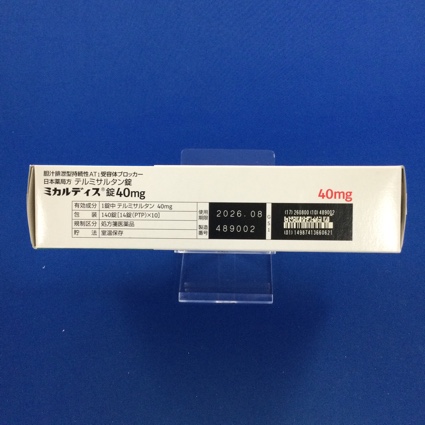 胆汁排泄型持続性AT1受容体ブロッカー
日本薬局方 テルミサルタン錠
ミカルディス®錠40mg
40mg
有効成分 1錠中 テルミサルタン 40mg
包 装 140錠[14錠(PTP)×10]
規制区分 処方箋医薬品
貯 法 室温保存
使用期限 2026.08
製造番号 489002
(17)260800(10)489002
(01)14987413660621